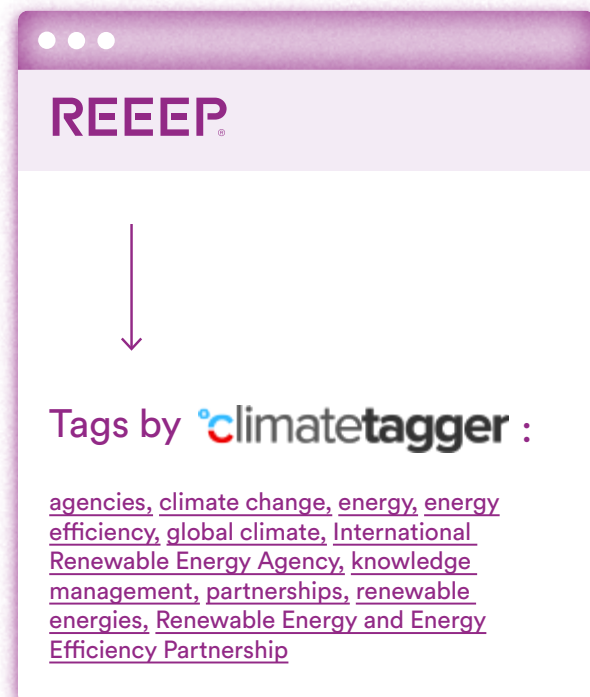 REEEP®
Tags by °climatetagger :
agencies, climate change, energy, energy
efficiency, global climate, International
Renewable Energy Agency, knowledge
management, partnerships, renewable
energies, Renewable Energy and Energy
Efficiency Partnership